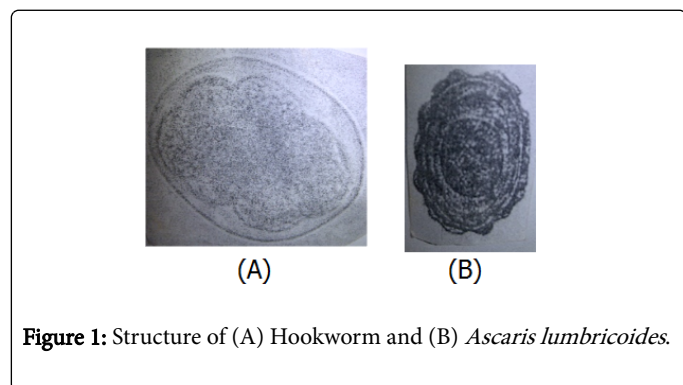 (A) (B)
Figure 1: Structure of (A) Hookworm and (B) Ascaris lumbricoides.